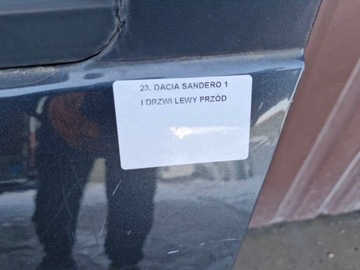 23. DACIA SANDERO 1
I DRZWI LEWY PRZÓD